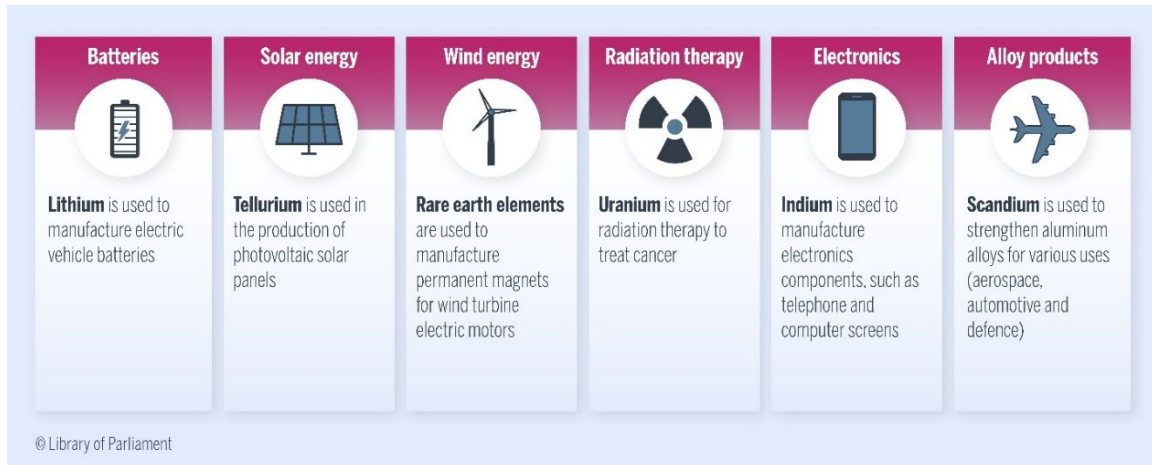 Batteries
Lithium is used to
manufacture electric
vehicle batteries
Solar energy
Tellurium is used in
the production of
photovoltaic solar
panels
Wind energy
Rare earth elements
are used to
manufacture
permanent magnets
for wind turbine
electric motors
Radiation therapy
Uranium is used for
radiation therapy to
treat cancer
Electronics
Indium is used to
manufacture
electronics
components, such as
telephone and
computer screens
Alloy products
Scandium is used to
strengthen aluminum
alloys for various uses
(aerospace,
automotive and
defence)
© Library of Parliament